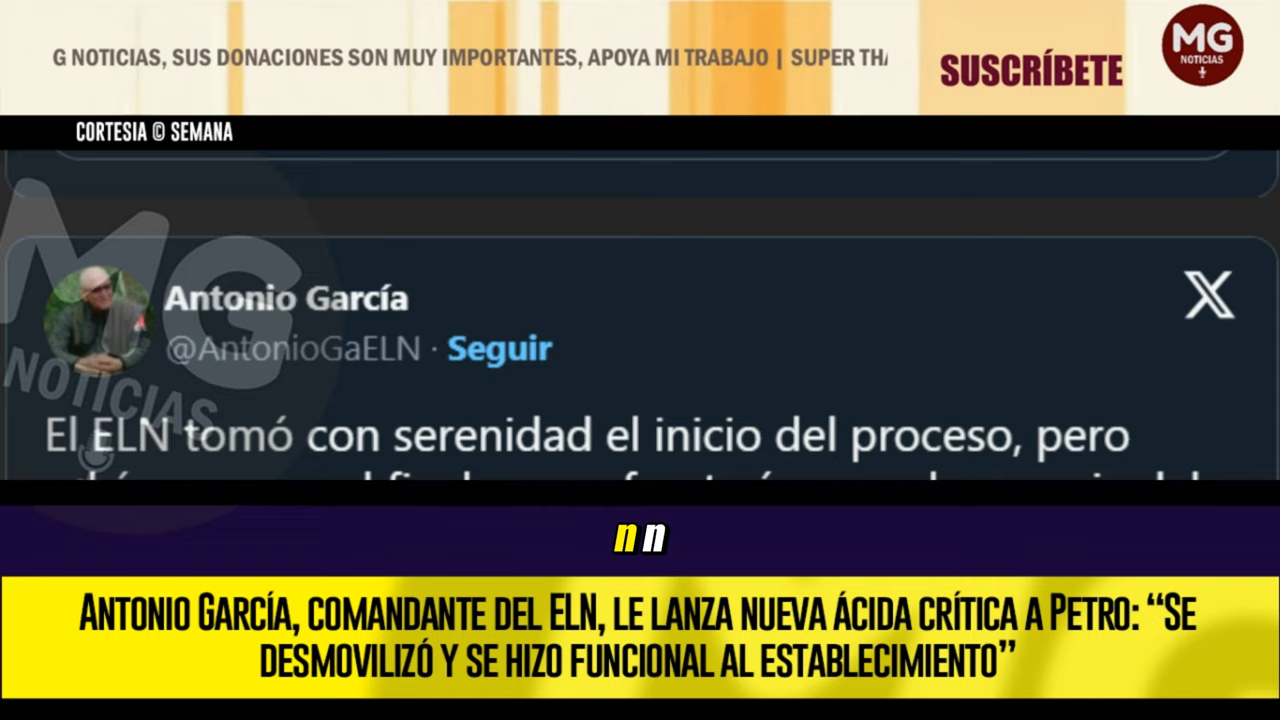 G NOTICIAS, SUS DONACIONES SON MUY IMPORTANTES, APOYA MI TRABAJO | SUPER
SUSCRÍBETE
MG
NOTICIAS
CORTESIA © SEMANA
MG
NOTICIAS
Antonio García
@AntonioGaELN · Seguir
El ELN tomó con serenidad el inicio del proceso, pero
n n
ANTONIO GARCÍA, COMANDANTE DEL ELN, LE LANZA NUEVA ÁCIDA CRÍTICA A PETRO: “SE
DESMOVILIZÓ Y SE HIZO FUNCIONAL AL ESTABLECIMIENTO”